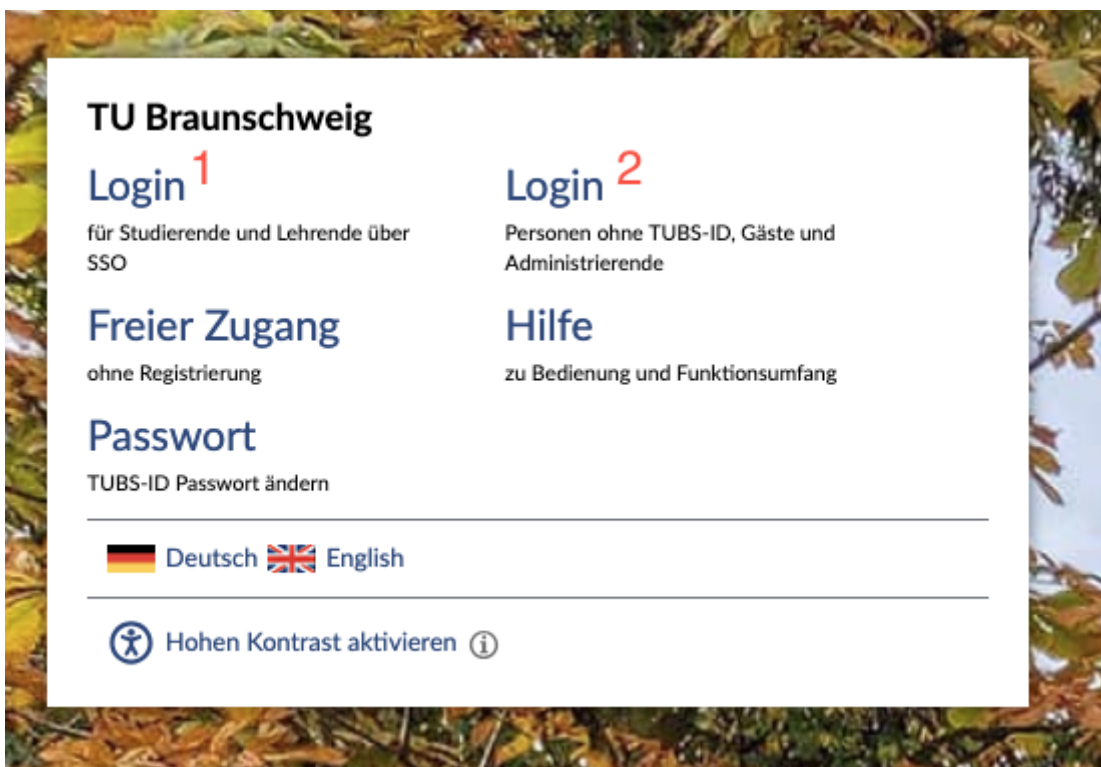 TU Braunschweig
Login 1
für Studierende und Lehrende über
SSO
Login 2
Personen ohne TUBS-ID, Gäste und
Administrierende
Freier Zugang
ohne Registrierung
Hilfe
zu Bedienung und Funktionsumfang
Passwort
TUBS-ID Passwort ändern
Deutsch English
Hohen Kontrast aktivieren i